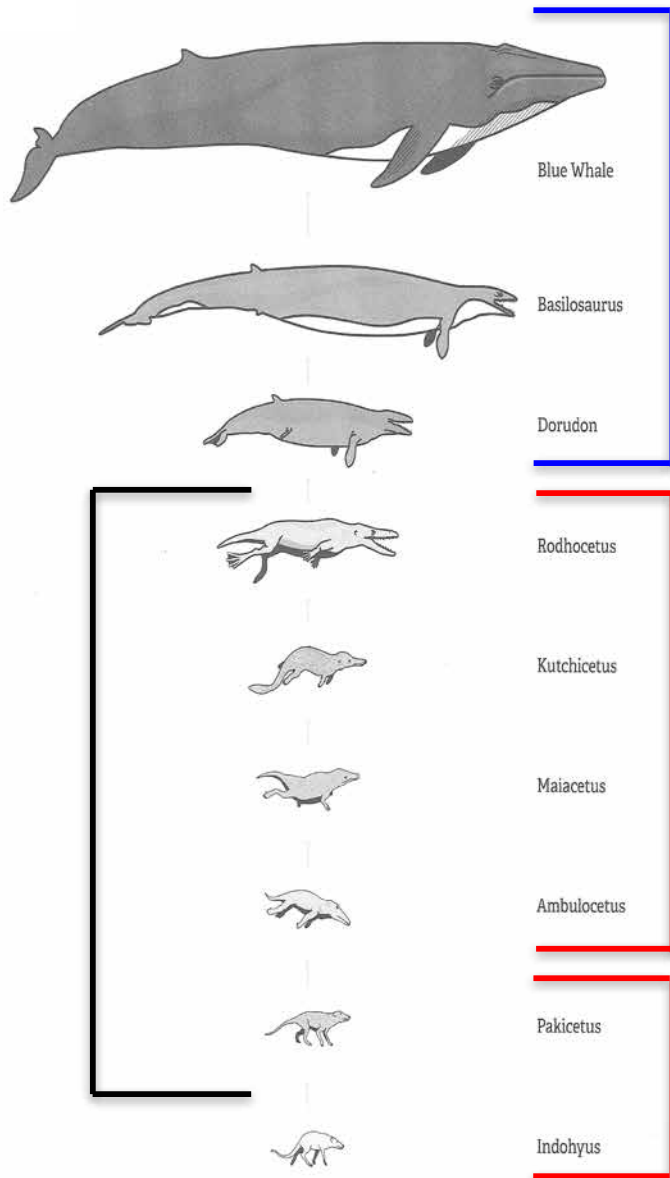 Blue Whale
Basilosaurus
Dorudon
Rodhocetus
Kutchicetus
Maiacetus
Ambulocetus
Pakicetus
Indohyus